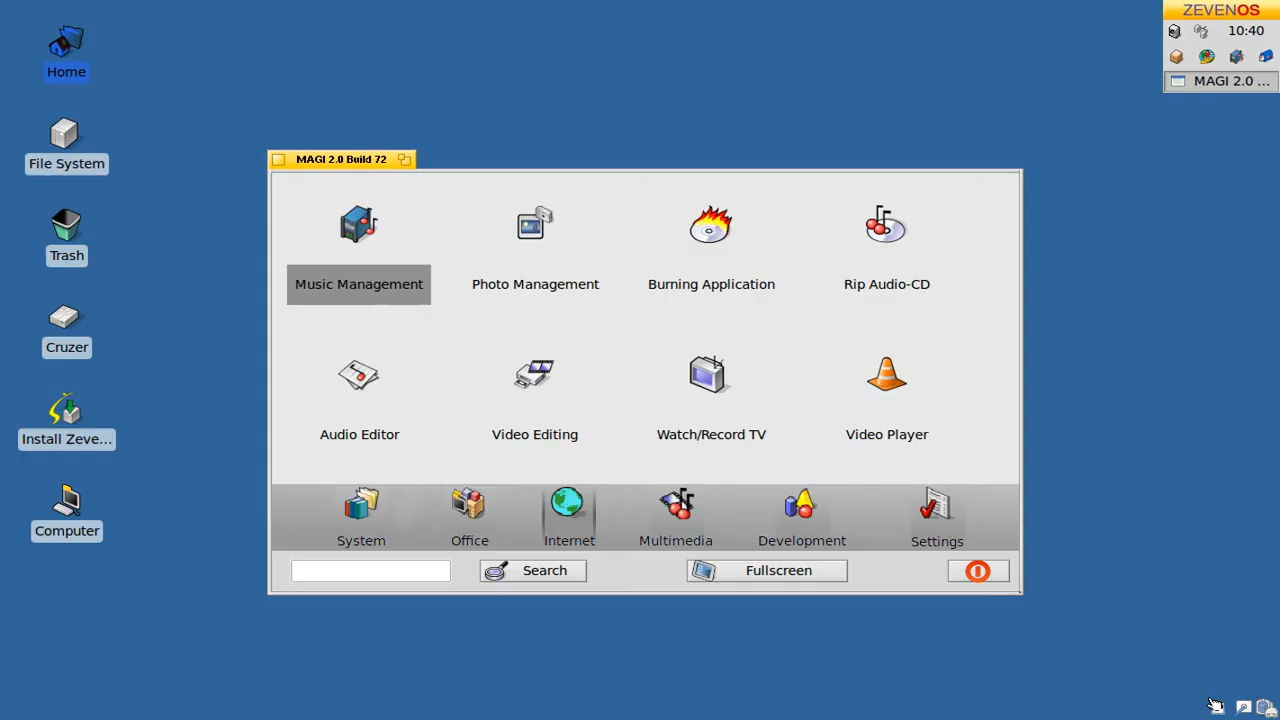 ZEVENOS
10:40
MAGI 2.0 ...
Home
File System
Trash
Cruzer
Install Zeve...
Computer
MAGI 2.0 Build 72
Music Management
Photo Management
Burning Application
Rip Audio-CD
Audio Editor
Video Editing
Watch/Record TV
Video Player
System
Office
Internet
Multimedia
Development
Settings
Search
Fullscreen